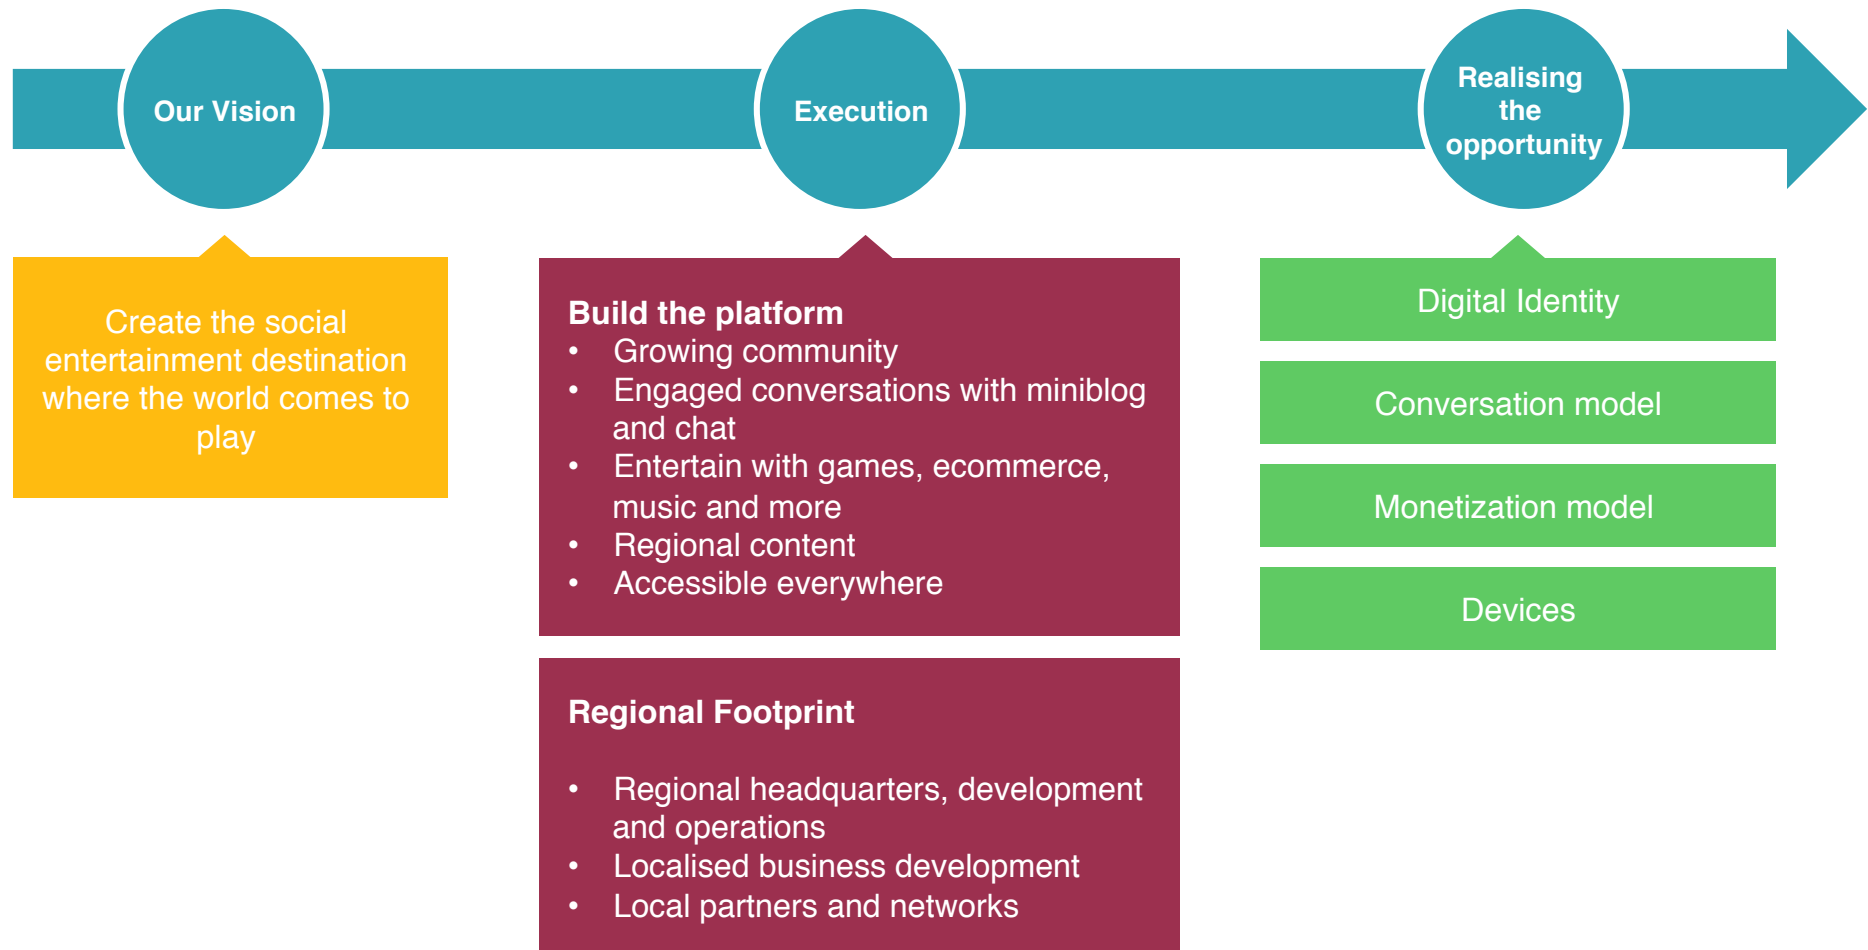 Our Vision
Execution
Realising
the
opportunity
Create the social
entertainment destination
where the world comes to
play
Build the platform
• Growing community
• Engaged conversations with miniblog
and chat
• Entertain with games, ecommerce,
music and more
• Regional content
• Accessible everywhere
Regional Footprint
• Regional headquarters, development
and operations
• Localised business development
• Local partners and networks
Digital Identity
Conversation model
Monetization model
Devices